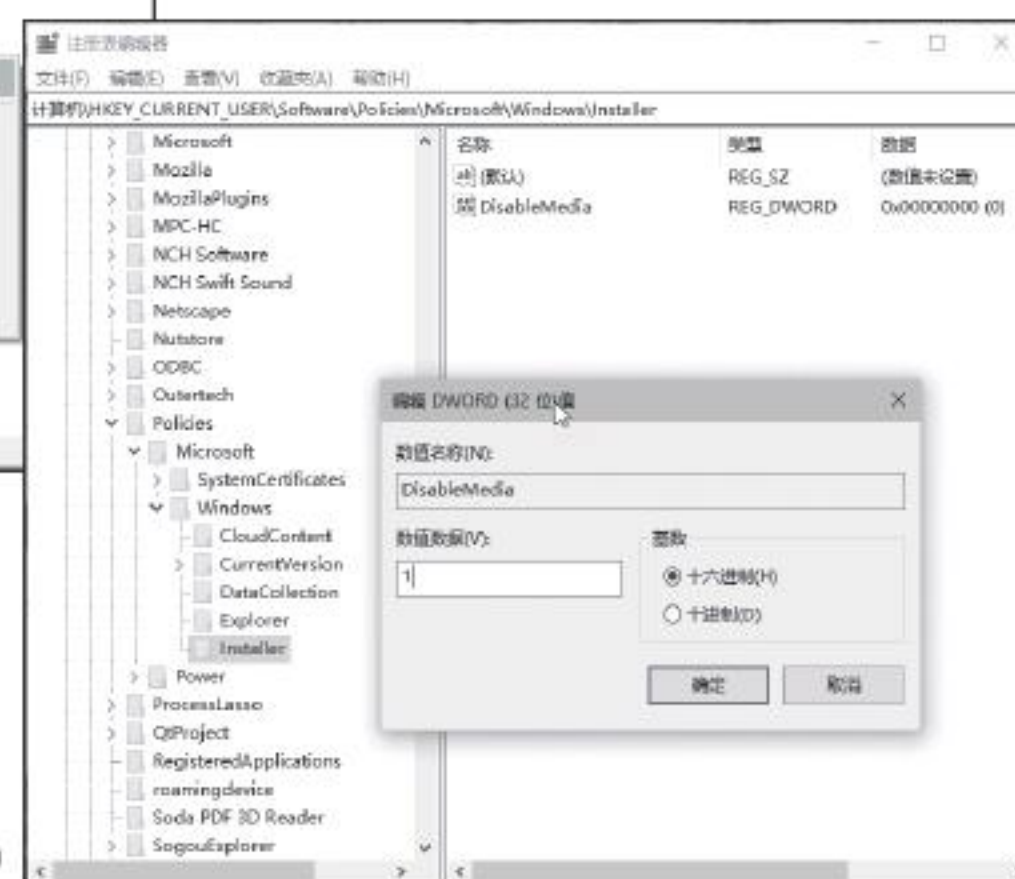 注册表编辑器
文件(F) 编辑(E) 查看(V) 收藏夹(A) 帮助(H)
计算机\HKEY_CURRENT_USER\Software\Policies\Microsoft\Windows\Installer
Microsoft
Mozilla
MozillaPlugins
MPC-HC
NCH Software
NCH Swift Sound
Netscape
Nutstore
ODBC
Outertech
Policies
Microsoft
SystemCertificates
Windows
CloudContent
CurrentVersion
DataCollection
Explorer
Installer
Power
ProcessLasso
QtProject
RegisteredApplications
roamingdevice
Soda PDF 3D Reader
SogouExplorer
名称 类型 数据
ab (默认) REG_SZ (数值未设置)
DisableMedia REG_DWORD 0x00000000 (0)
编辑 DWORD (32 位)值
数值名称(N):
DisableMedia
数值数据(V):
1
基数
十六进制(H)
十进制(D)
确定 取消